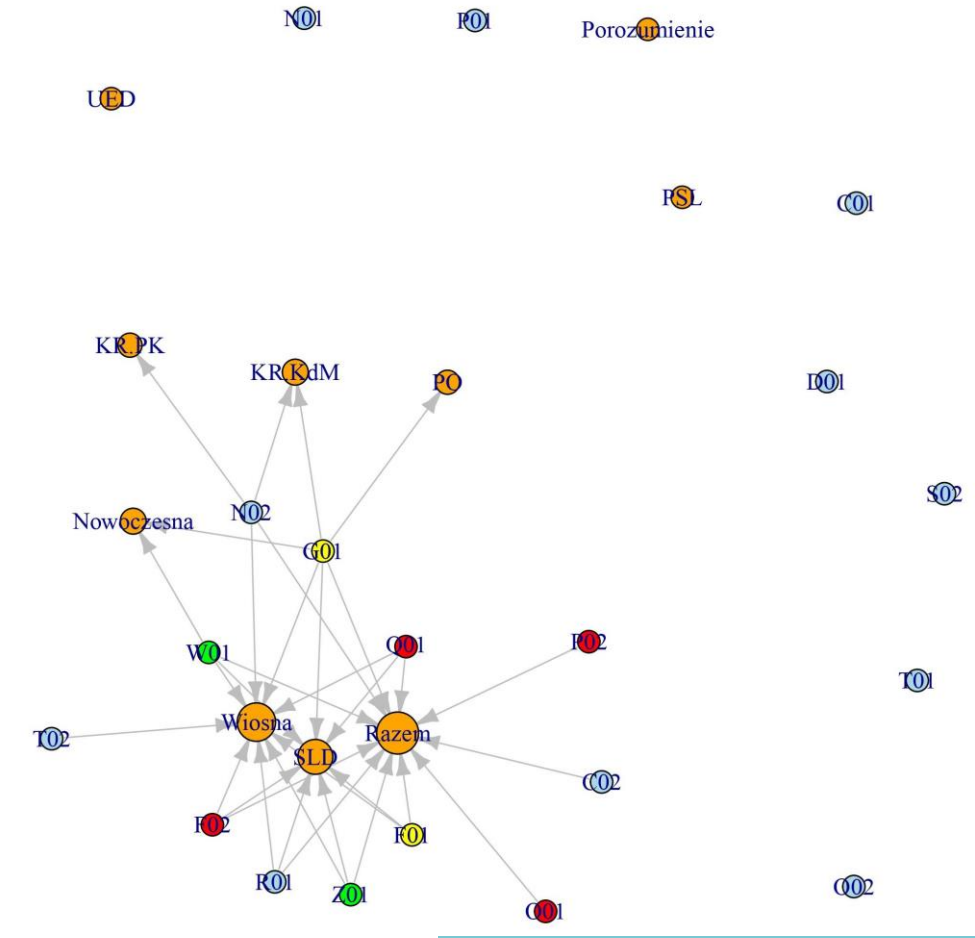 N01
P01
Porozumienie
UED
PSL
C01
KR.PK
KR.KdM
PO
D01
S02
N02
Nowoczesna
G01
P02
Q01
W01
T01
Wiosna
Razem
T02
SLD
C02
F02
F01
R01
O02
Z01
O01